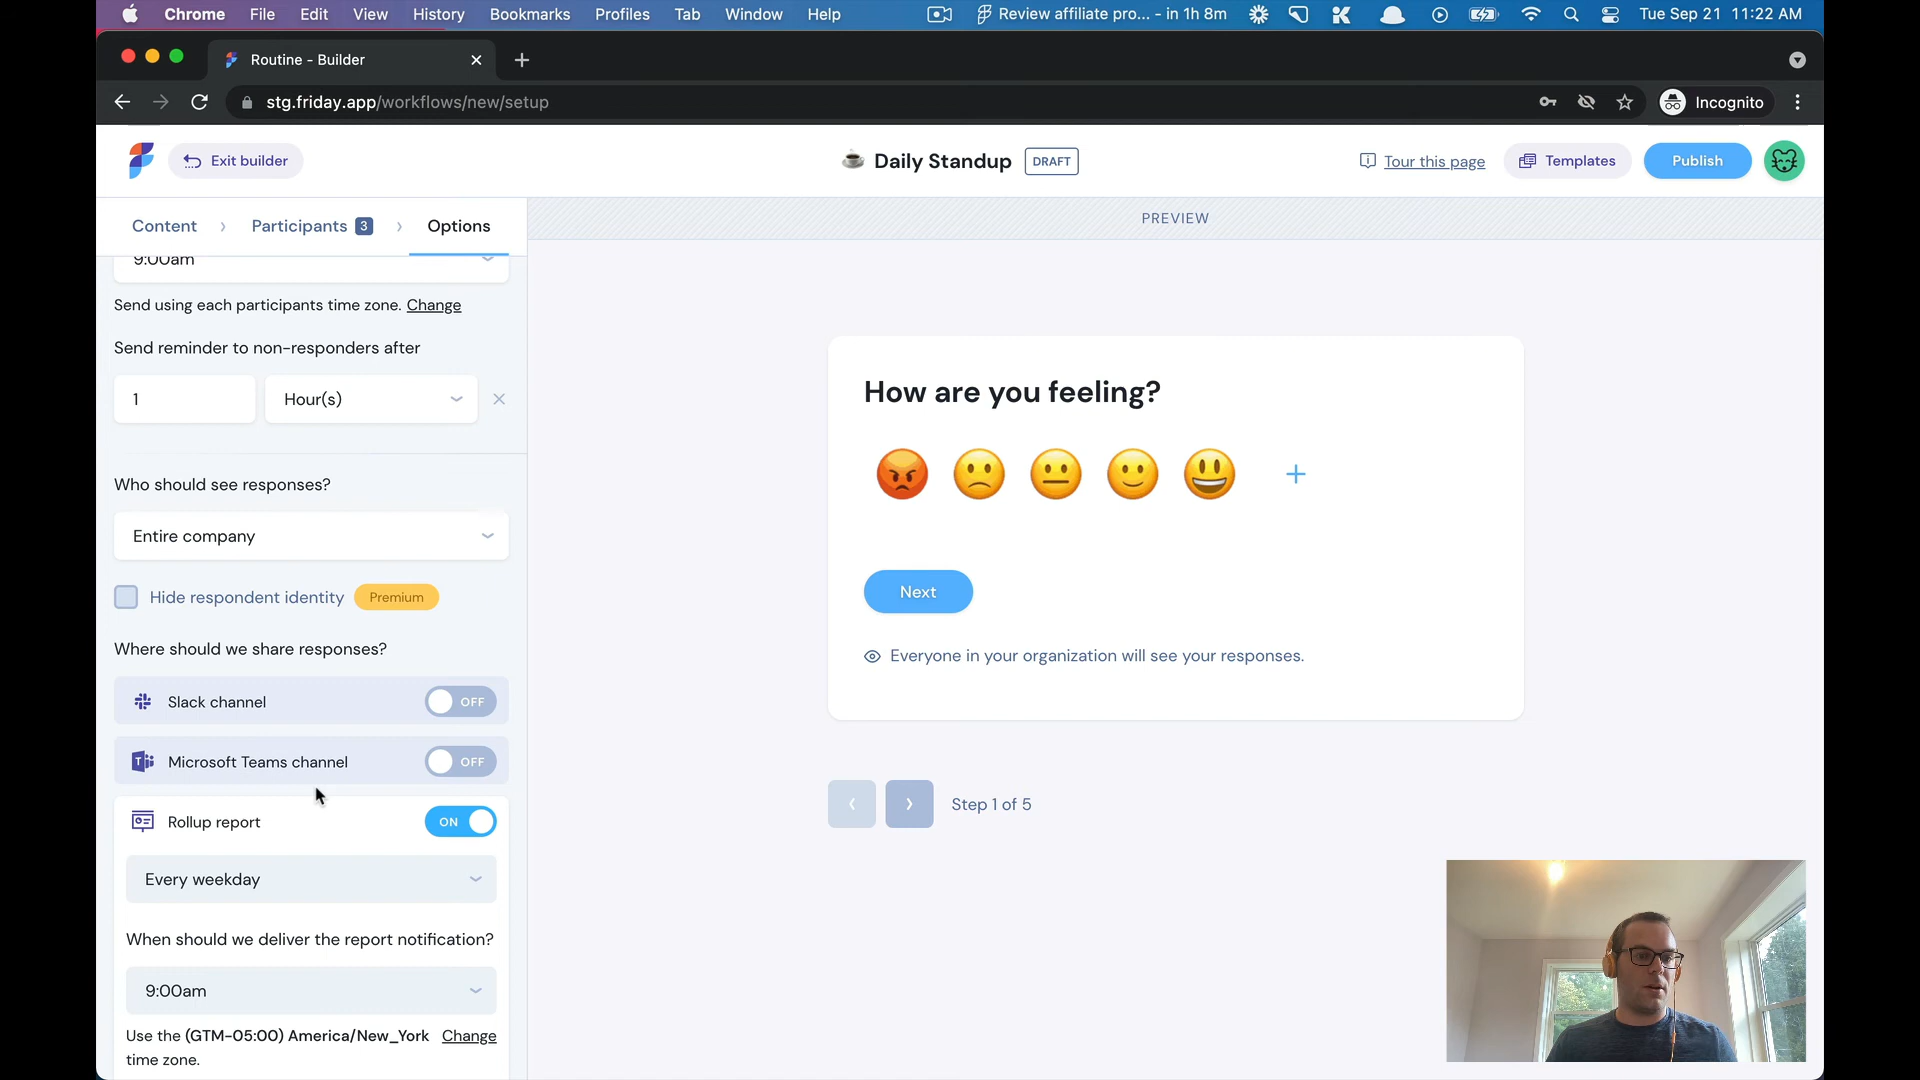 Chrome File Edit View History Bookmarks Profiles Tab Window Help Review affiliate pro... - in 1h 8m Tue Sep 21 11:22 AM
Routine - Builder
stg.friday.app/workflows/new/setup Incognito
Exit builder Daily Standup DRAFT Tour this page Templates Publish
Content Participants 3 Options
PREVIEW
9:00am
Send using each participants time zone. Change
Send reminder to non-responders after
1 Hour(s)
Who should see responses?
Entire company
Hide respondent identity Premium
Where should we share responses?
Slack channel OFF
Microsoft Teams channel OFF
Rollup report ON
Every weekday
When should we deliver the report notification?
9:00am
Use the (GTM-05:00) America/New_York Change
time zone.
How are you feeling?
Next
Everyone in your organization will see your responses.
Step 1 of 5